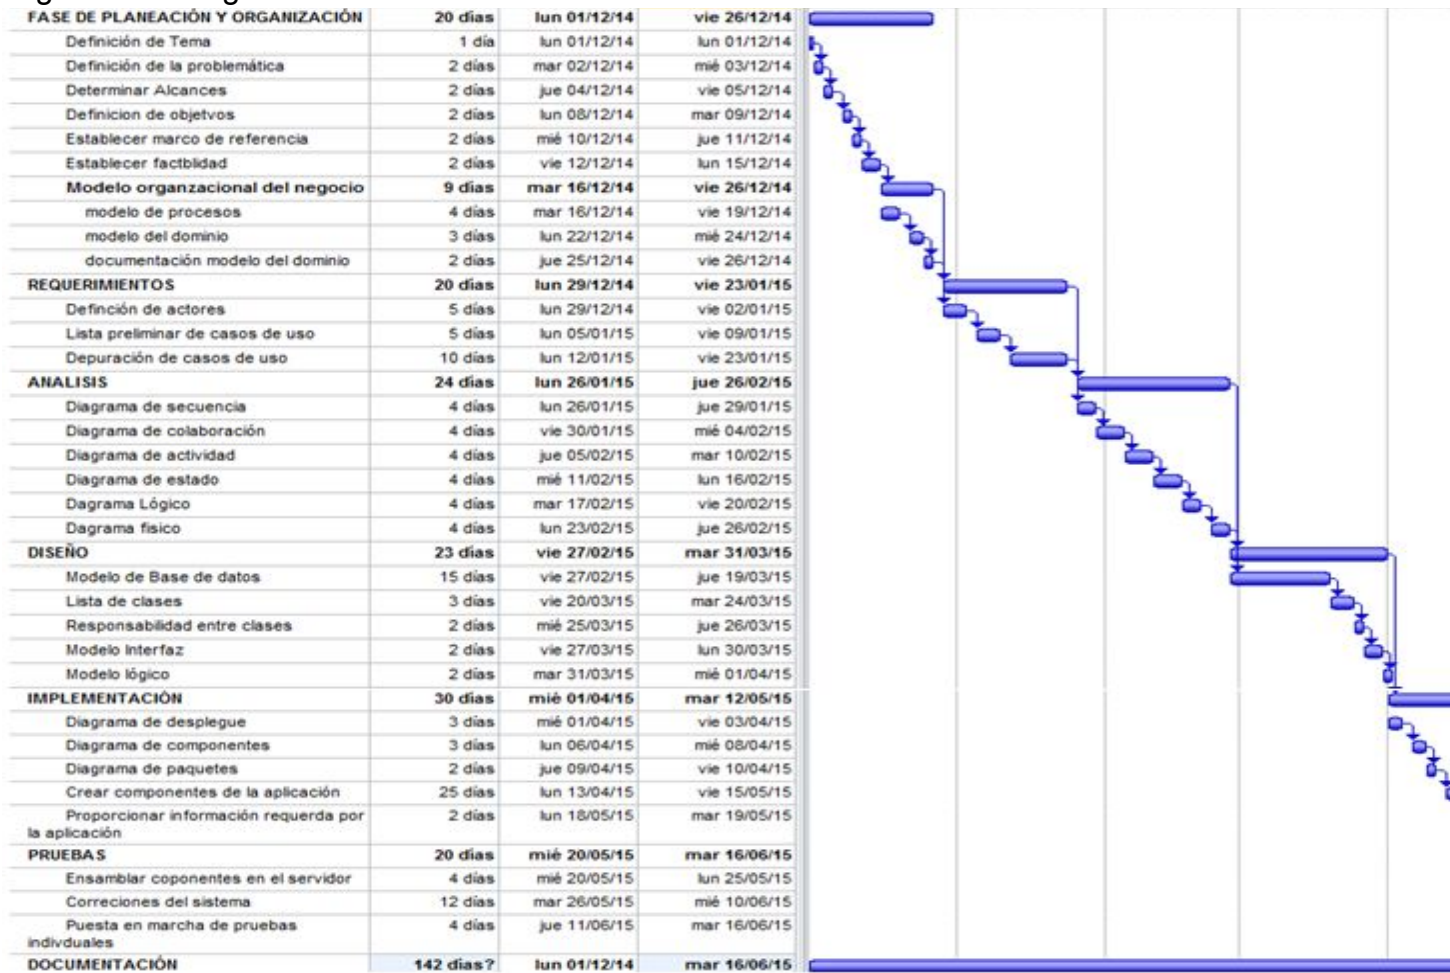 FASE DE PLANEACIÓN Y ORGANIZACIÓN 20 días lun 01/12/14 vie 26/12/14
Definición de Tema 1 día lun 01/12/14 lun 01/12/14
Definición de la problemática 2 días mar 02/12/14 mié 03/12/14
Determinar Alcances 2 días jue 04/12/14 vie 05/12/14
Definicion de objetvos 2 días lun 08/12/14 mar 09/12/14
Establecer marco de referencia 2 días mié 10/12/14 jue 11/12/14
Establecer factblidad 2 días vie 12/12/14 lun 15/12/14
Modelo organzacional del negocio 9 días mar 16/12/14 vie 26/12/14
modelo de procesos 4 días mar 16/12/14 vie 19/12/14
modelo del dominio 3 días lun 22/12/14 mié 24/12/14
documentación modelo del dominio 2 días jue 25/12/14 vie 26/12/14
REQUERIMIENTOS 20 días lun 29/12/14 vie 23/01/15
Definción de actores 5 días lun 29/12/14 vie 02/01/15
Lista preliminar de casos de uso 5 días lun 05/01/15 vie 09/01/15
Depuración de casos de uso 10 días lun 12/01/15 vie 23/01/15
ANALISIS 24 días lun 26/01/15 jue 26/02/15
Diagrama de secuencia 4 días lun 26/01/15 jue 29/01/15
Diagrama de colaboración 4 días vie 30/01/15 mié 04/02/15
Diagrama de actividad 4 días jue 05/02/15 mar 10/02/15
Diagrama de estado 4 días mié 11/02/15 lun 16/02/15
Dagrama Lógico 4 días mar 17/02/15 vie 20/02/15
Dagrama fisico 4 días lun 23/02/15 jue 26/02/15
DISEÑO 23 días vie 27/02/15 mar 31/03/15
Modelo de Base de datos 15 días vie 27/02/15 jue 19/03/15
Lista de clases 3 días vie 20/03/15 mar 24/03/15
Responsabilidad entre clases 2 días mié 25/03/15 jue 26/03/15
Modelo Interfaz 2 días vie 27/03/15 lun 30/03/15
Modelo lógico 2 días mar 31/03/15 mié 01/04/15
IMPLEMENTACIÓN 30 días mié 01/04/15 mar 12/05/15
Diagrama de desplegue 3 días mié 01/04/15 vie 03/04/15
Diagrama de componentes 3 días lun 06/04/15 mié 08/04/15
Diagrama de paquetes 2 días jue 09/04/15 vie 10/04/15
Crear componentes de la aplicación 25 días lun 13/04/15 vie 15/05/15
Proporcionar información requerda por 2 días lun 18/05/15 mar 19/05/15
la aplicación
PRUEBAS 20 días mié 20/05/15 mar 16/06/15
Ensamblar coponentes en el servidor 4 días mié 20/05/15 lun 25/05/15
Correciones del sistema 12 días mar 26/05/15 mié 10/06/15
Puesta en marcha de pruebas 4 días jue 11/06/15 mar 16/06/15
indivduales
DOCUMENTACIÓN 142 días? lun 01/12/14 mar 16/06/15